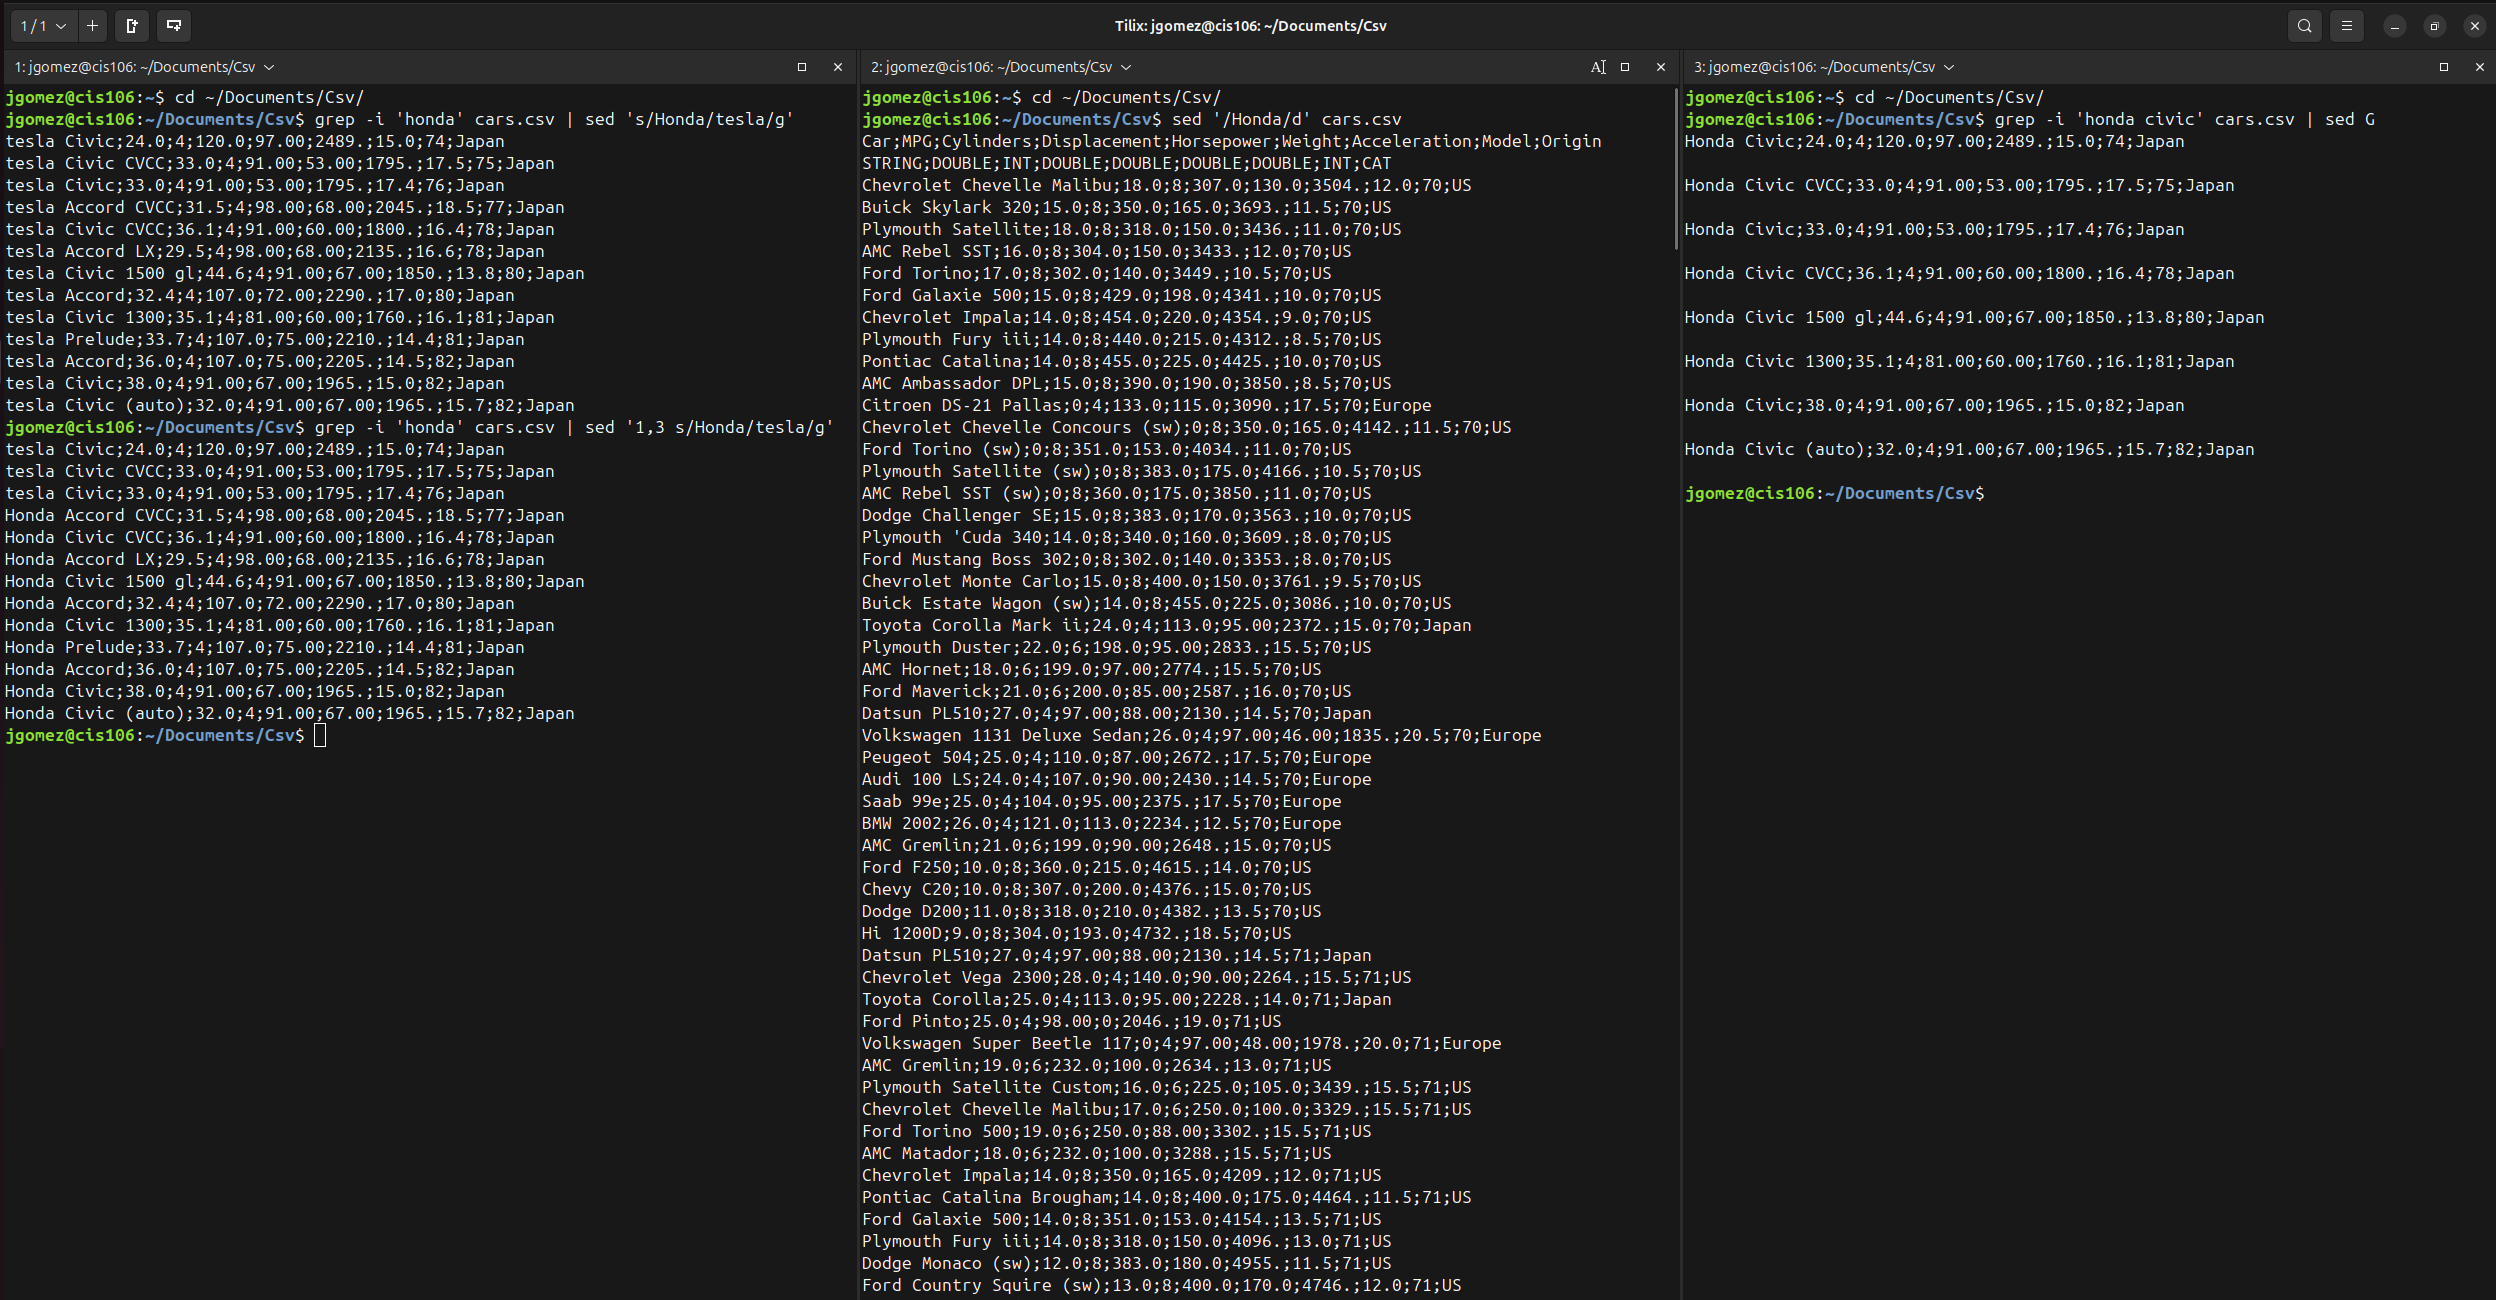 1 / 1
Tilix: jgomez@cis106: ~/Documents/Csv
1: jgomez@cis106: ~/Documents/Csv
jgomez@cis106:~$ cd ~/Documents/Csv/
jgomez@cis106:~/Documents/Csv$ grep -i 'honda' cars.csv | sed 's/Honda/tesla/g'
tesla Civic;24.0;4;120.0;97.00;2489.;15.0;74;Japan
tesla Civic CVCC;33.0;4;91.00;53.00;1795.;17.5;75;Japan
tesla Civic;33.0;4;91.00;53.00;1795.;17.4;76;Japan
tesla Accord CVCC;31.5;4;98.00;68.00;2045.;18.5;77;Japan
tesla Civic CVCC;36.1;4;91.00;60.00;1800.;16.4;78;Japan
tesla Accord LX;29.5;4;98.00;68.00;2135.;16.6;78;Japan
tesla Civic 1500 gl;44.6;4;91.00;67.00;1850.;13.8;80;Japan
tesla Accord;32.4;4;107.0;72.00;2290.;17.0;80;Japan
tesla Civic 1300;35.1;4;81.00;60.00;1760.;16.1;81;Japan
tesla Prelude;33.7;4;107.0;75.00;2210.;14.4;81;Japan
tesla Accord;36.0;4;107.0;75.00;2205.;14.5;82;Japan
tesla Civic;38.0;4;91.00;67.00;1965.;15.0;82;Japan
tesla Civic (auto);32.0;4;91.00;67.00;1965.;15.7;82;Japan
jgomez@cis106:~/Documents/Csv$ grep -i 'honda' cars.csv | sed '1,3 s/Honda/tesla/g'
tesla Civic;24.0;4;120.0;97.00;2489.;15.0;74;Japan
tesla Civic CVCC;33.0;4;91.00;53.00;1795.;17.5;75;Japan
tesla Civic;33.0;4;91.00;53.00;1795.;17.4;76;Japan
Honda Accord CVCC;31.5;4;98.00;68.00;2045.;18.5;77;Japan
Honda Civic CVCC;36.1;4;91.00;60.00;1800.;16.4;78;Japan
Honda Accord LX;29.5;4;98.00;68.00;2135.;16.6;78;Japan
Honda Civic 1500 gl;44.6;4;91.00;67.00;1850.;13.8;80;Japan
Honda Accord;32.4;4;107.0;72.00;2290.;17.0;80;Japan
Honda Civic 1300;35.1;4;81.00;60.00;1760.;16.1;81;Japan
Honda Prelude;33.7;4;107.0;75.00;2210.;14.4;81;Japan
Honda Accord;36.0;4;107.0;75.00;2205.;14.5;82;Japan
Honda Civic;38.0;4;91.00;67.00;1965.;15.0;82;Japan
Honda Civic (auto);32.0;4;91.00;67.00;1965.;15.7;82;Japan
jgomez@cis106:~/Documents/Csv$
2: jgomez@cis106: ~/Documents/Csv
jgomez@cis106:~$ cd ~/Documents/Csv/
jgomez@cis106:~/Documents/Csv$ sed '/Honda/d' cars.csv
Car;MPG;Cylinders;Displacement;Horsepower;Weight;Acceleration;Model;Origin
STRING;DOUBLE;INT;DOUBLE;DOUBLE;DOUBLE;DOUBLE;INT;CAT
Chevrolet Chevelle Malibu;18.0;8;307.0;130.0;3504.;12.0;70;US
Buick Skylark 320;15.0;8;350.0;165.0;3693.;11.5;70;US
Plymouth Satellite;18.0;8;318.0;150.0;3436.;11.0;70;US
AMC Rebel SST;16.0;8;304.0;150.0;3433.;12.0;70;US
Ford Torino;17.0;8;302.0;140.0;3449.;10.5;70;US
Ford Galaxie 500;15.0;8;429.0;198.0;4341.;10.0;70;US
Chevrolet Impala;14.0;8;454.0;220.0;4354.;9.0;70;US
Plymouth Fury iii;14.0;8;440.0;215.0;4312.;8.5;70;US
Pontiac Catalina;14.0;8;455.0;225.0;4425.;10.0;70;US
AMC Ambassador DPL;15.0;8;390.0;190.0;3850.;8.5;70;US
Citroen DS-21 Pallas;0;4;133.0;115.0;3090.;17.5;70;Europe
Chevrolet Chevelle Concours (sw);0;8;350.0;165.0;4142.;11.5;70;US
Ford Torino (sw);0;8;351.0;153.0;4034.;11.0;70;US
Plymouth Satellite (sw);0;8;383.0;175.0;4166.;10.5;70;US
AMC Rebel SST (sw);0;8;360.0;175.0;3850.;11.0;70;US
Dodge Challenger SE;15.0;8;383.0;170.0;3563.;10.0;70;US
Plymouth 'Cuda 340;14.0;8;340.0;160.0;3609.;8.0;70;US
Ford Mustang Boss 302;0;8;302.0;140.0;3353.;8.0;70;US
Chevrolet Monte Carlo;15.0;8;400.0;150.0;3761.;9.5;70;US
Buick Estate Wagon (sw);14.0;8;455.0;225.0;3086.;10.0;70;US
Toyota Corolla Mark ii;24.0;4;113.0;95.00;2372.;15.0;70;Japan
Plymouth Duster;22.0;6;198.0;95.00;2833.;15.5;70;US
AMC Hornet;18.0;6;199.0;97.00;2774.;15.5;70;US
Ford Maverick;21.0;6;200.0;85.00;2587.;16.0;70;US
Datsun PL510;27.0;4;97.00;88.00;2130.;14.5;70;Japan
Volkswagen 1131 Deluxe Sedan;26.0;4;97.00;46.00;1835.;20.5;70;Europe
Peugeot 504;25.0;4;110.0;87.00;2672.;17.5;70;Europe
Audi 100 LS;24.0;4;107.0;90.00;2430.;14.5;70;Europe
Saab 99e;25.0;4;104.0;95.00;2375.;17.5;70;Europe
BMW 2002;26.0;4;121.0;113.0;2234.;12.5;70;Europe
AMC Gremlin;21.0;6;199.0;90.00;2648.;15.0;70;US
Ford F250;10.0;8;360.0;215.0;4615.;14.0;70;US
Chevy C20;10.0;8;307.0;200.0;4376.;15.0;70;US
Dodge D200;11.0;8;318.0;210.0;4382.;13.5;70;US
Hi 1200D;9.0;8;304.0;193.0;4732.;18.5;70;US
Datsun PL510;27.0;4;97.00;88.00;2130.;14.5;71;Japan
Chevrolet Vega 2300;28.0;4;140.0;90.00;2264.;15.5;71;US
Toyota Corolla;25.0;4;113.0;95.00;2228.;14.0;71;Japan
Ford Pinto;25.0;4;98.00;0;2046.;19.0;71;US
Volkswagen Super Beetle 117;0;4;97.00;48.00;1978.;20.0;71;Europe
AMC Gremlin;19.0;6;232.0;100.0;2634.;13.0;71;US
Plymouth Satellite Custom;16.0;6;225.0;105.0;3439.;15.5;71;US
Chevrolet Chevelle Malibu;17.0;6;250.0;100.0;3329.;15.5;71;US
Ford Torino 500;19.0;6;250.0;88.00;3302.;15.5;71;US
AMC Matador;18.0;6;232.0;100.0;3288.;15.5;71;US
Chevrolet Impala;14.0;8;350.0;165.0;4209.;12.0;71;US
Pontiac Catalina Brougham;14.0;8;400.0;175.0;4464.;11.5;71;US
Ford Galaxie 500;14.0;8;351.0;153.0;4154.;13.5;71;US
Plymouth Fury iii;14.0;8;318.0;150.0;4096.;13.0;71;US
Dodge Monaco (sw);12.0;8;383.0;180.0;4955.;11.5;71;US
Ford Country Squire (sw);13.0;8;400.0;170.0;4746.;12.0;71;US
3: jgomez@cis106: ~/Documents/Csv
jgomez@cis106:~$ cd ~/Documents/Csv/
jgomez@cis106:~/Documents/Csv$ grep -i 'honda civic' cars.csv | sed G
Honda Civic;24.0;4;120.0;97.00;2489.;15.0;74;Japan
Honda Civic CVCC;33.0;4;91.00;53.00;1795.;17.5;75;Japan
Honda Civic;33.0;4;91.00;53.00;1795.;17.4;76;Japan
Honda Civic CVCC;36.1;4;91.00;60.00;1800.;16.4;78;Japan
Honda Civic 1500 gl;44.6;4;91.00;67.00;1850.;13.8;80;Japan
Honda Civic 1300;35.1;4;81.00;60.00;1760.;16.1;81;Japan
Honda Civic;38.0;4;91.00;67.00;1965.;15.0;82;Japan
Honda Civic (auto);32.0;4;91.00;67.00;1965.;15.7;82;Japan
jgomez@cis106:~/Documents/Csv$